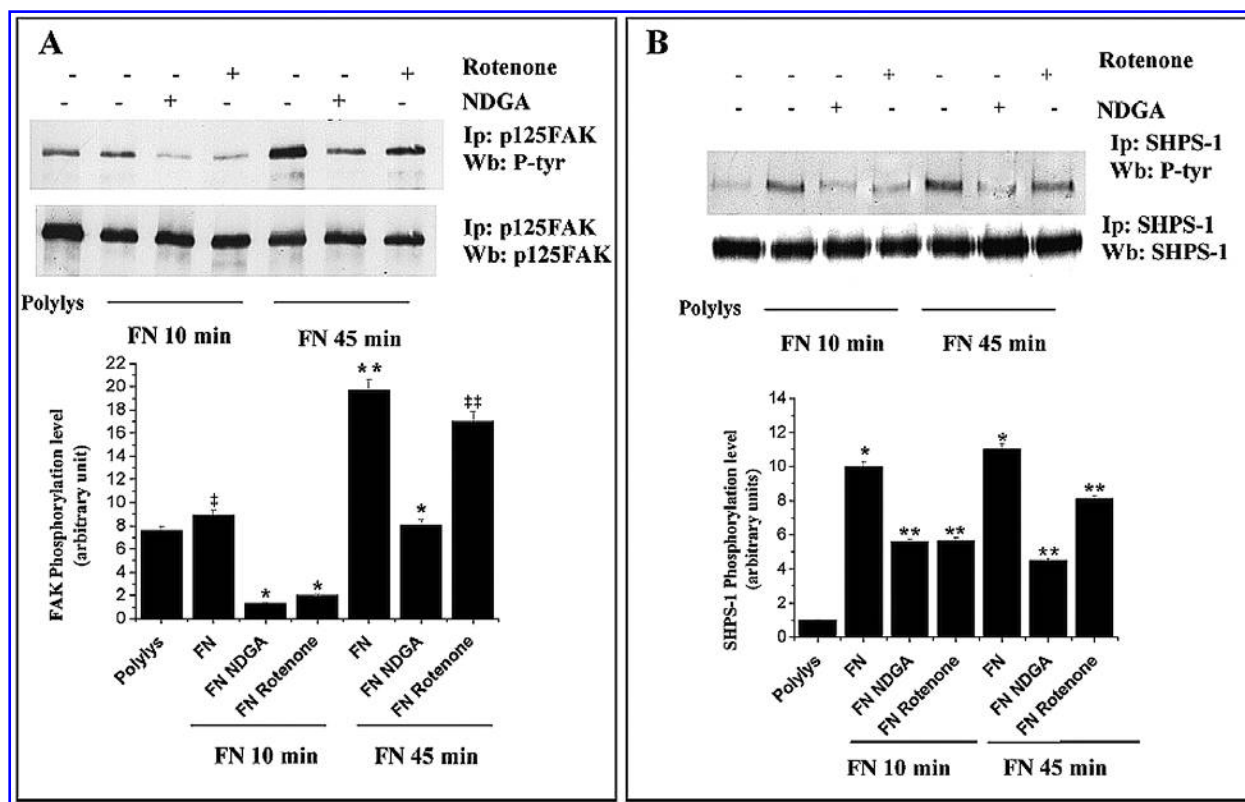 A
- - - + - - + Rotenone
- - + - - + - NDGA
Ip: p125FAK
Wb: P-tyr
Ip: p125FAK
Wb: p125FAK
Polylys
FN 10 min FN 45 min
FAK Phosphorylation level
(arbitrary unit)
22
20
18
16
14
12
10
8
6
4
2
0
‡
*
*
**
*
‡‡
Polylys
FN
FN NDGA
FN Rotenone
FN
FN NDGA
FN Rotenone
FN 10 min FN 45 min
B
- - - + - - + Rotenone
- - + - - + - NDGA
Ip: SHPS-1
Wb: P-tyr
Ip: SHPS-1
Wb: SHPS-1
Polylys
FN 10 min FN 45 min
SHPS-1 Phosphorylation level
(arbitrary units)
14
12
10
8
6
4
2
0
*
**
**
*
**
**
Polylys
FN
FN NDGA
FN Rotenone
FN
FN NDGA
FN Rotenone
FN 10 min FN 45 min